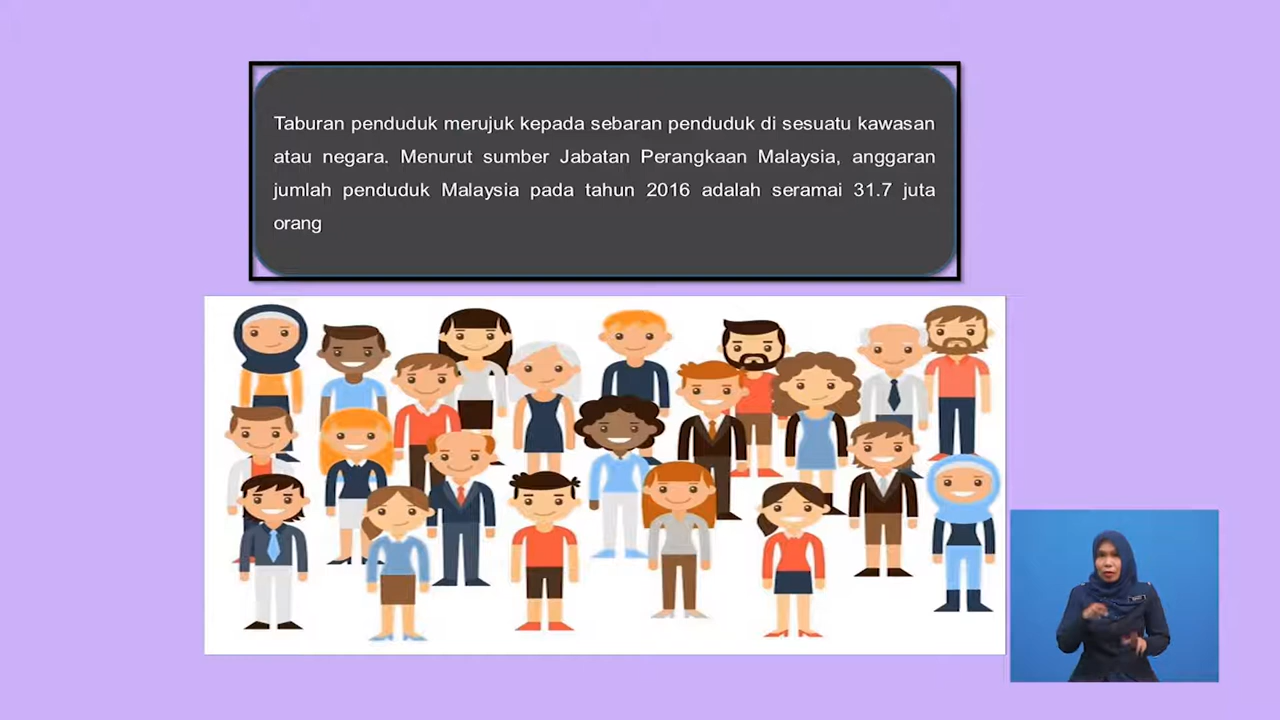 Taburan penduduk merujuk kepada sebaran penduduk di sesuatu kawasan
atau negara. Menurut sumber Jabatan Perangkaan Malaysia, anggaran
jumlah penduduk Malaysia pada tahun 2016 adalah seramai 31.7 juta
orang